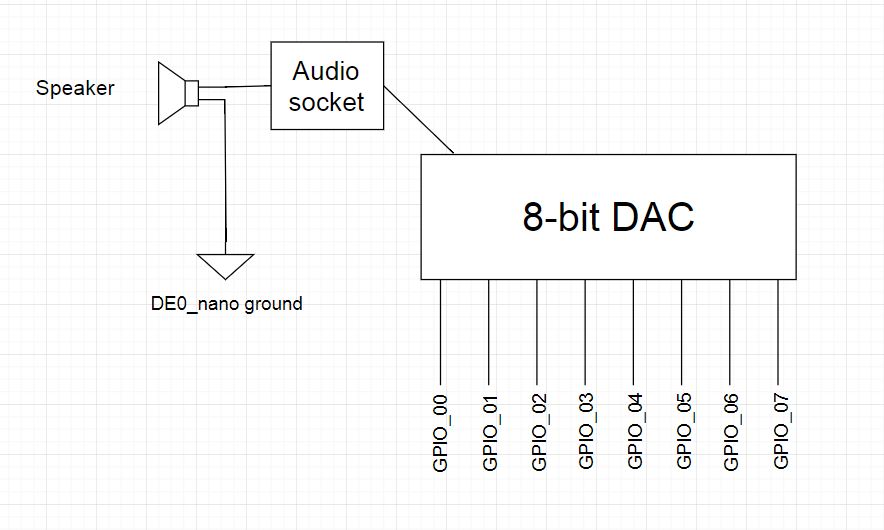 Speaker
Audio
socket
8-bit DAC
DE0_nano ground
GPIO_00
GPIO_01
GPIO_02
GPIO_03
GPIO_04
GPIO_05
GPIO_06
GPIO_07